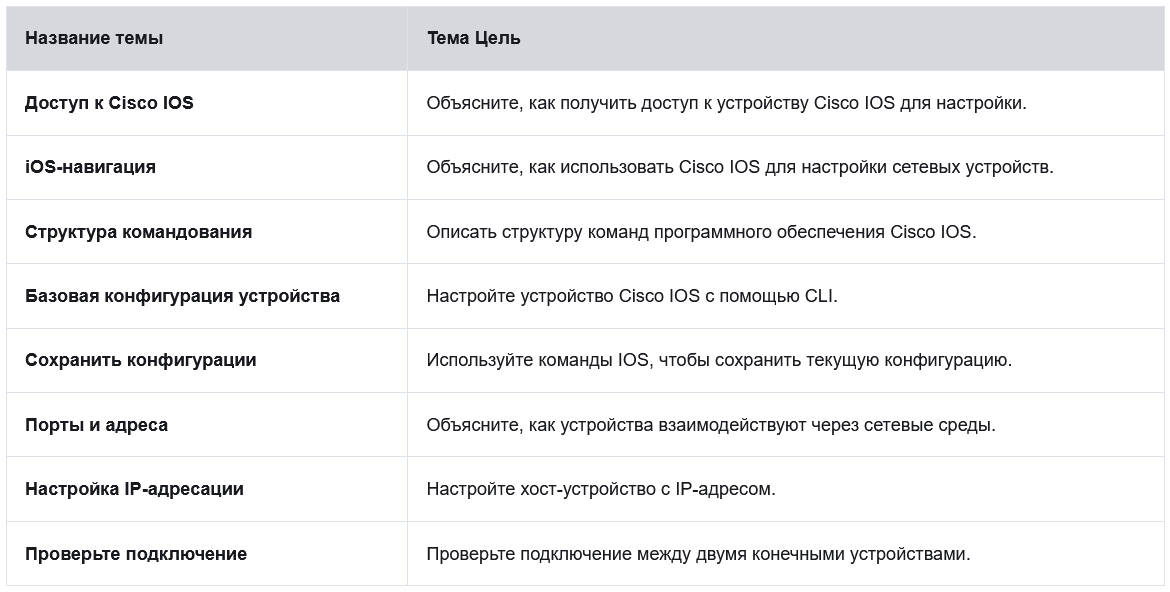 Название темы
Тема Цель
Доступ к Cisco IOS
Объясните, как получить доступ к устройству Cisco IOS для настройки.
iOS-навигация
Объясните, как использовать Cisco IOS для настройки сетевых устройств.
Структура командования
Описать структуру команд программного обеспечения Cisco IOS.
Базовая конфигурация устройства
Настройте устройство Cisco IOS с помощью CLI.
Сохранить конфигурации
Используйте команды IOS, чтобы сохранить текущую конфигурацию.
Порты и адреса
Объясните, как устройства взаимодействуют через сетевые среды.
Настройка IP-адресации
Настройте хост-устройство с IP-адресом.
Проверьте подключение
Проверьте подключение между двумя конечными устройствами.